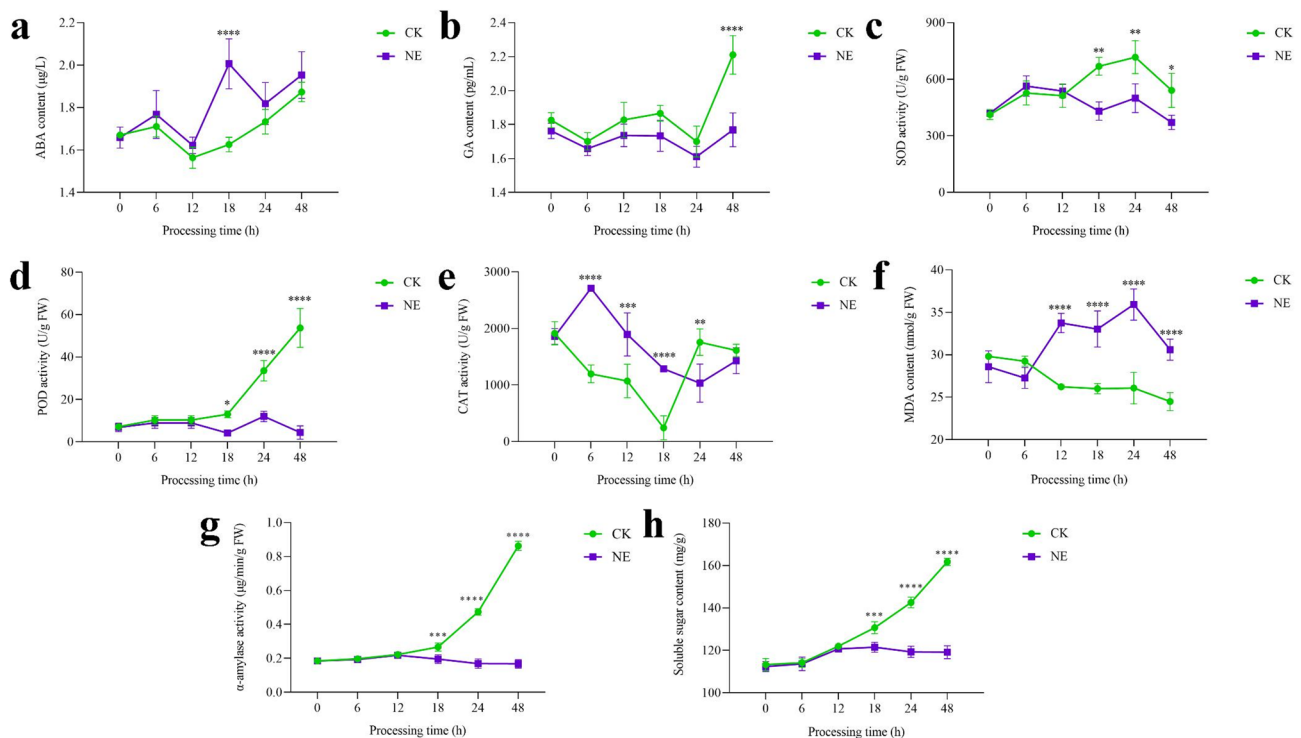 a
ABA content (μg/L)
2.2
2.0
1.8
1.6
1.4
****
0 6 12 18 24 48
Processing time (h)
CK
NE
b
GA content (pg/mL)
2.4
2.2
2.0
1.8
1.6
1.4
****
0 6 12 18 24 48
Processing time (h)
CK
NE
c
SOD activity (U/g FW)
900
600
300
0
** ** *
0 6 12 18 24 48
Processing time (h)
CK
NE
d
POD activity (U/g FW)
80
60
40
20
0
* **** ****
0 6 12 18 24 48
Processing time (h)
CK
NE
e
CAT activity (U/g FW)
3000
2000
1000
0
**** *** **** **
0 6 12 18 24 48
Processing time (h)
CK
NE
f
MDA content (nmol/g FW)
40
35
30
25
20
**** **** **** ****
0 6 12 18 24 48
Processing time (h)
CK
NE
g
α-amylase activity (μg/min/g FW)
1.0
0.8
0.6
0.4
0.2
0.0
*** **** ****
0 6 12 18 24 48
Processing time (h)
CK
NE
h
Soluble sugar content (mg/g)
180
160
140
120
100
*** **** ****
0 6 12 18 24 48
Processing time (h)
CK
NE